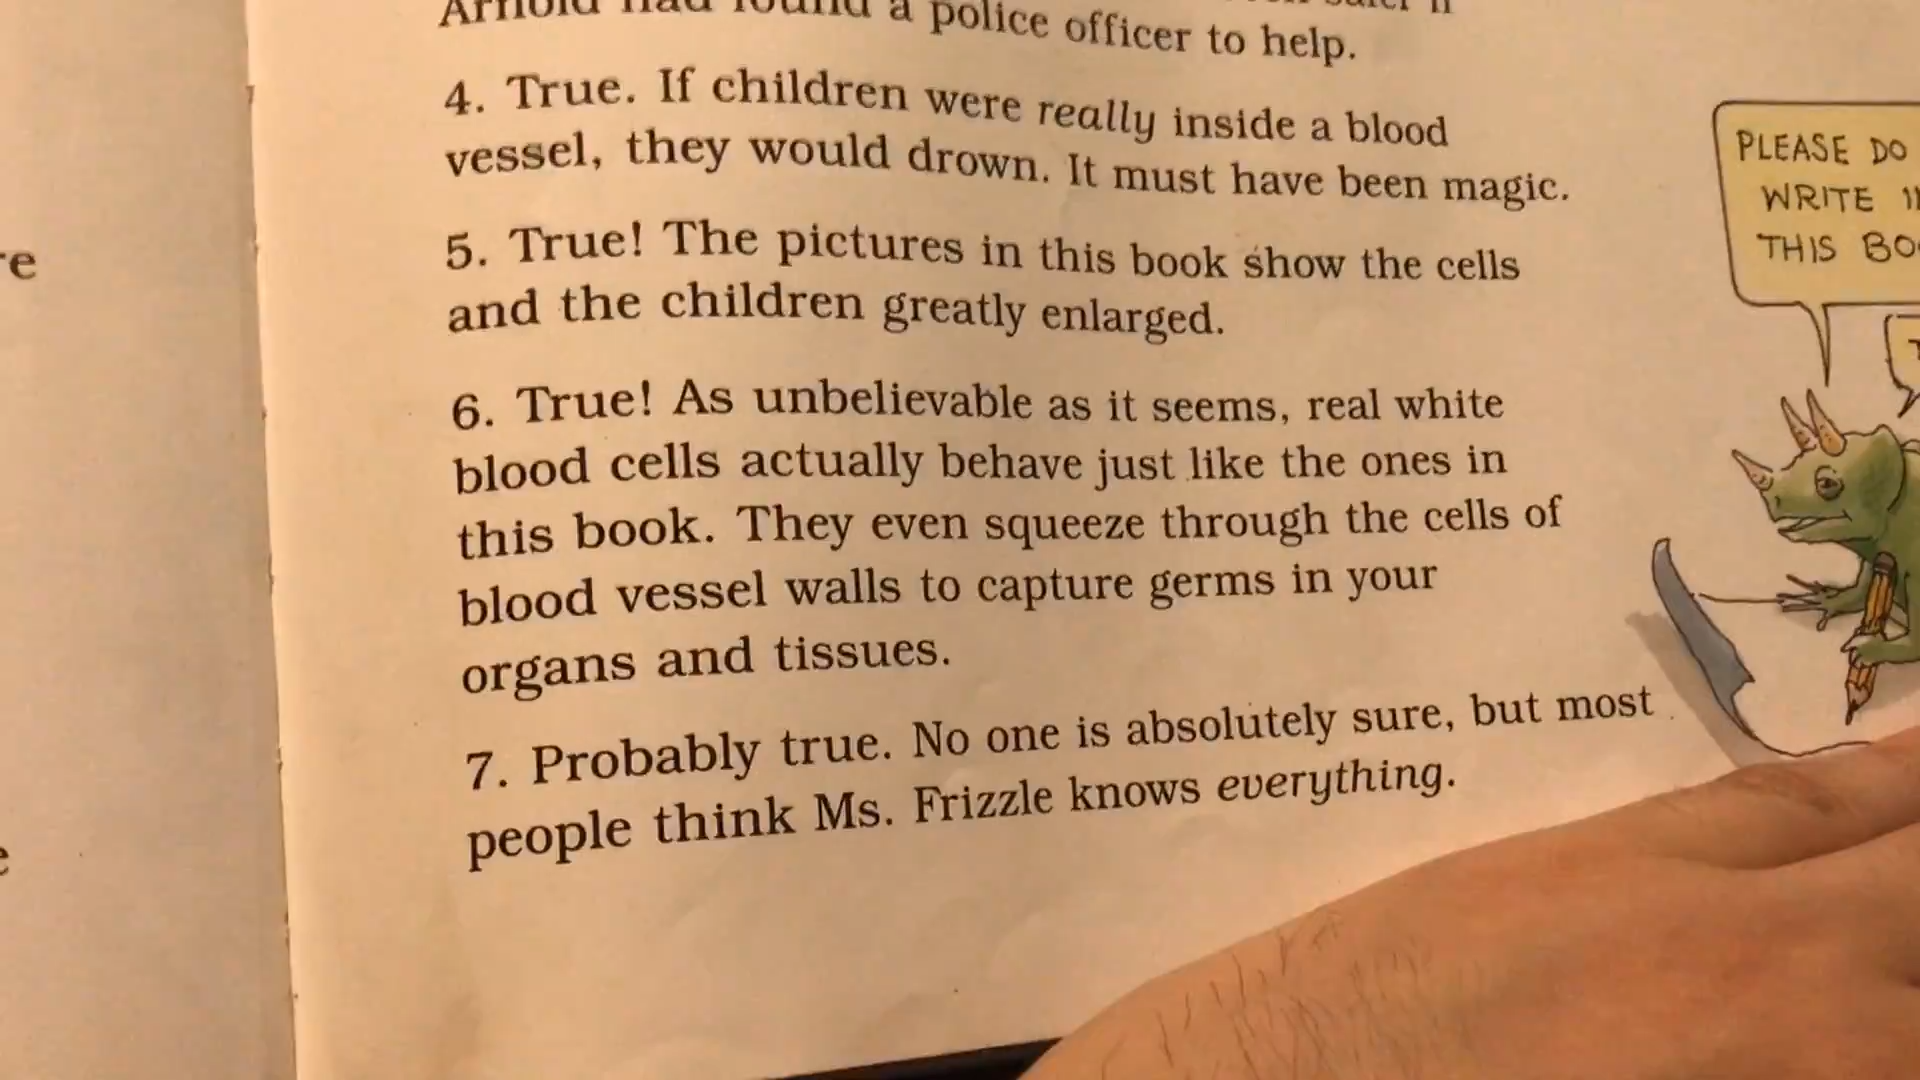 Arnold had found a police officer to help.
4. True. If children were really inside a blood
vessel, they would drown. It must have been magic.
5. True! The pictures in this book show the cells
and the children greatly enlarged.
6. True! As unbelievable as it seems, real white
blood cells actually behave just like the ones in
this book. They even squeeze through the cells of
blood vessel walls to capture germs in your
organs and tissues.
7. Probably true. No one is absolutely sure, but most
people think Ms. Frizzle knows everything.
PLEASE DO
WRITE
THIS